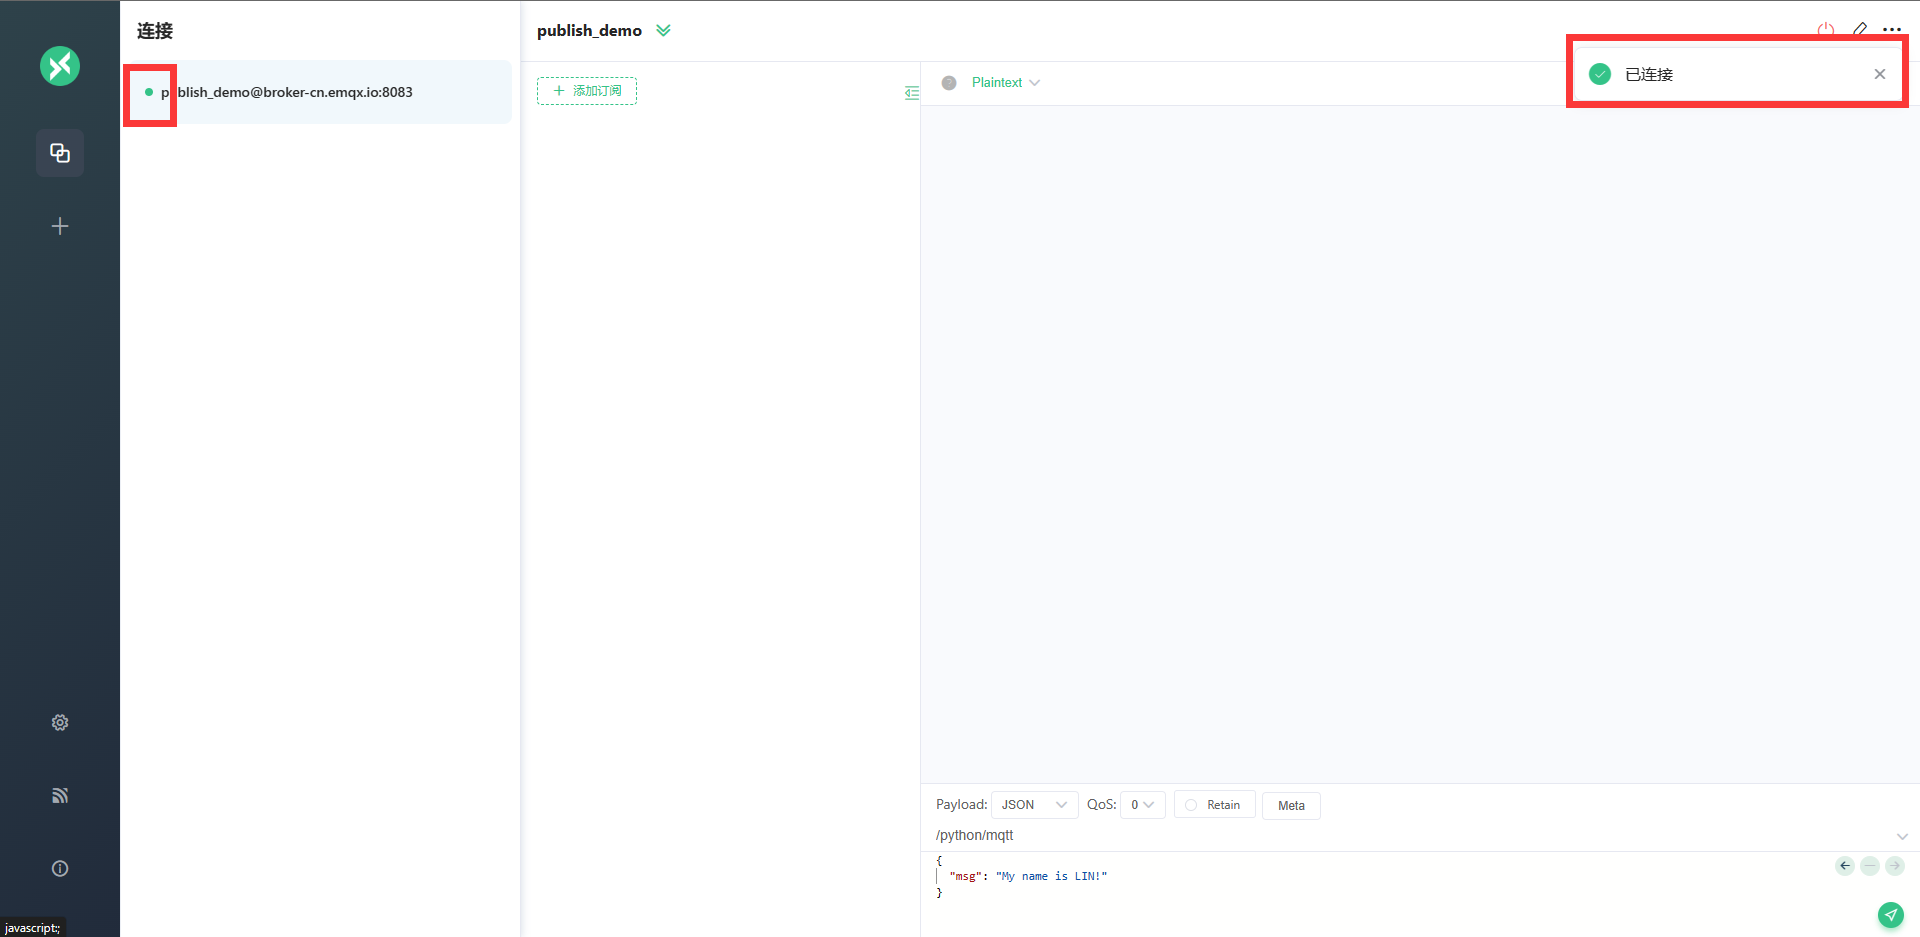 连接
publish_demo@broker-cn.emqx.io:8083
publish_demo
添加订阅
Plaintext
已连接
Payload: JSON QoS: 0 Retain Meta
/python/mqtt
{
"msg": "My name is LIN!"
}
javascript:;